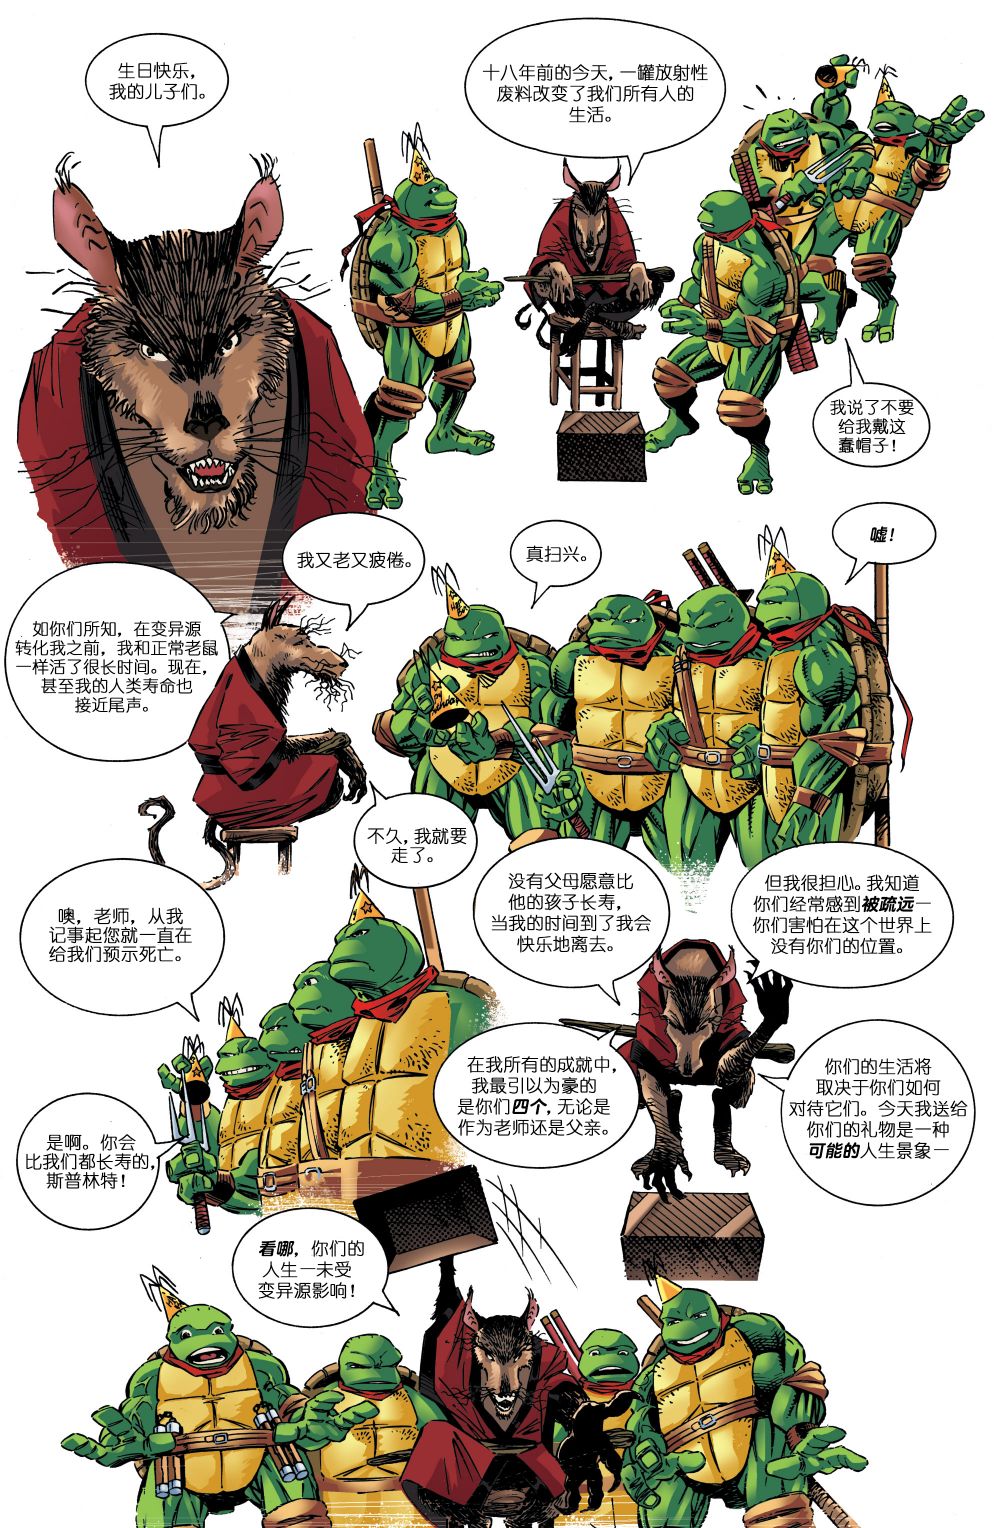 生日快乐，
我的儿子们。
十八年前的今天，一罐放射性
废料改变了我们所有人的
生活。
我说了不要
给我戴这
蠢帽子！
如你们所知，在变异源
转化我之前，我和正常老鼠
一样活了很长时间。现在，
甚至我的人类寿命也
接近尾声。
我又老又疲倦。
真扫兴。
嘘！
不久，我就要
走了。
噢，老师，从我
记事起您就一直在
给我们预示死亡。
是啊。你会
比我们都长寿的，
斯普林特！
没有父母愿意比
他的孩子长寿，
当我的时间到了我会
快乐地离去。
但我很担心。我知道
你们经常感到被疏远—
你们害怕在这个世界上
没有你们的位置。
在我所有的成就中，
我最引以为豪的
是你们四个，无论是
作为老师还是父亲。
你们的生活将
取决于你们如何
对待它们。今天我送给
你们的礼物是一种
可能的人生景象—
看哪，你们的
人生—未受
变异源影响！